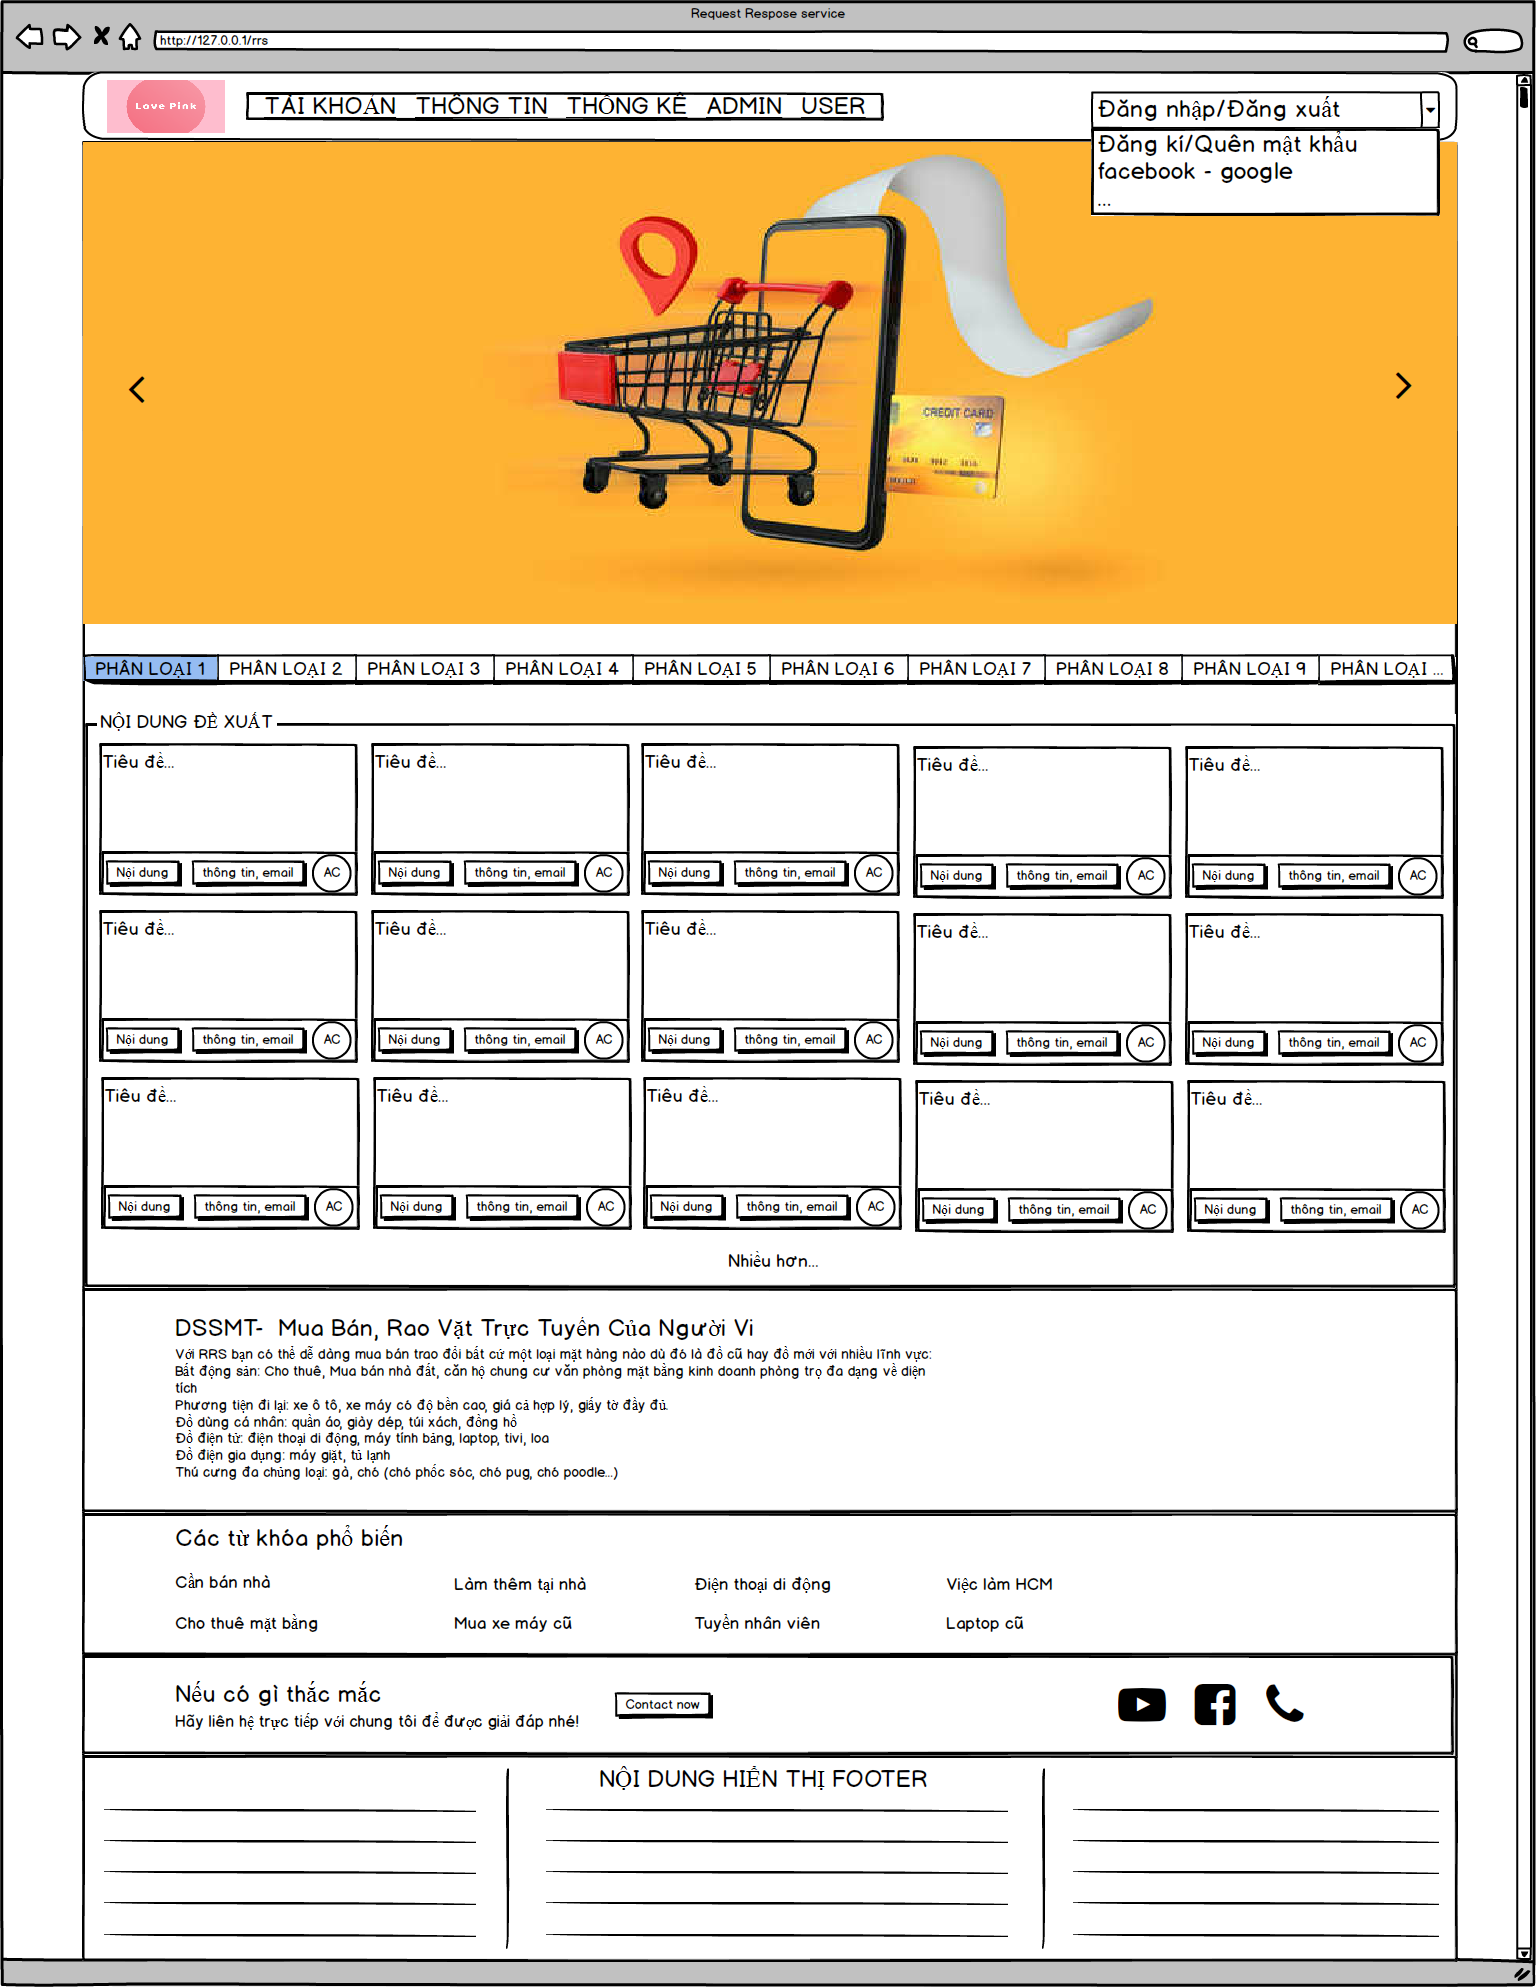 Request Respose service
http://127.0.0.1/rrs
Love Pink
TÀI KHOẢN THÔNG TIN THỐNG KÊ ADMIN USER
Đăng nhập/Đăng xuất
Đăng kí/Quên mật khẩu
facebook - google
...
CREDIT CARD
PHÂN LOẠI 1 PHÂN LOẠI 2 PHÂN LOẠI 3 PHÂN LOẠI 4 PHÂN LOẠI 5 PHÂN LOẠI 6 PHÂN LOẠI 7 PHÂN LOẠI 8 PHÂN LOẠI 9 PHÂN LOẠI ...
NỘI DUNG ĐỀ XUẤT
Tiêu đề... Tiêu đề... Tiêu đề... Tiêu đề... Tiêu đề...
Nội dung thông tin, email AC Nội dung thông tin, email AC Nội dung thông tin, email AC Nội dung thông tin, email AC Nội dung thông tin, email AC
Tiêu đề... Tiêu đề... Tiêu đề... Tiêu đề... Tiêu đề...
Nội dung thông tin, email AC Nội dung thông tin, email AC Nội dung thông tin, email AC Nội dung thông tin, email AC Nội dung thông tin, email AC
Tiêu đề... Tiêu đề... Tiêu đề... Tiêu đề... Tiêu đề...
Nội dung thông tin, email AC Nội dung thông tin, email AC Nội dung thông tin, email AC Nội dung thông tin, email AC Nội dung thông tin, email AC
Nhiều hơn...
DSSMT- Mua Bán, Rao Vặt Trực Tuyến Của Người Vi
Với RRS bạn có thể dễ dàng mua bán trao đổi bất cứ một loại mặt hàng nào dù đó là đồ cũ hay đồ mới với nhiều lĩnh vực:
Bất động sản: Cho thuê, Mua bán nhà đất, căn hộ chung cư văn phòng mặt bằng kinh doanh phòng trọ đa dạng về diện
tích
Phương tiện đi lại: xe ô tô, xe máy có độ bền cao, giá cả hợp lý, giấy tờ đầy đủ.
Đồ dùng cá nhân: quần áo, giày dép, túi xách, đồng hồ
Đồ điện tử: điện thoại di động, máy tính bảng, laptop, tivi, loa
Đồ điện gia dụng: máy giặt, tủ lạnh
Thú cưng đa chủng loại: gà, chó (chó phốc sóc, chó pug, chó poodle...)
Các từ khóa phổ biến
Cần bán nhà Làm thêm tại nhà Điện thoại di động Việc làm HCM
Cho thuê mặt bằng Mua xe máy cũ Tuyển nhân viên Laptop cũ
Nếu có gì thắc mắc
Hãy liên hệ trực tiếp với chung tôi để được giải đáp nhé!
Contact now
NỘI DUNG HIỂN THỊ FOOTER